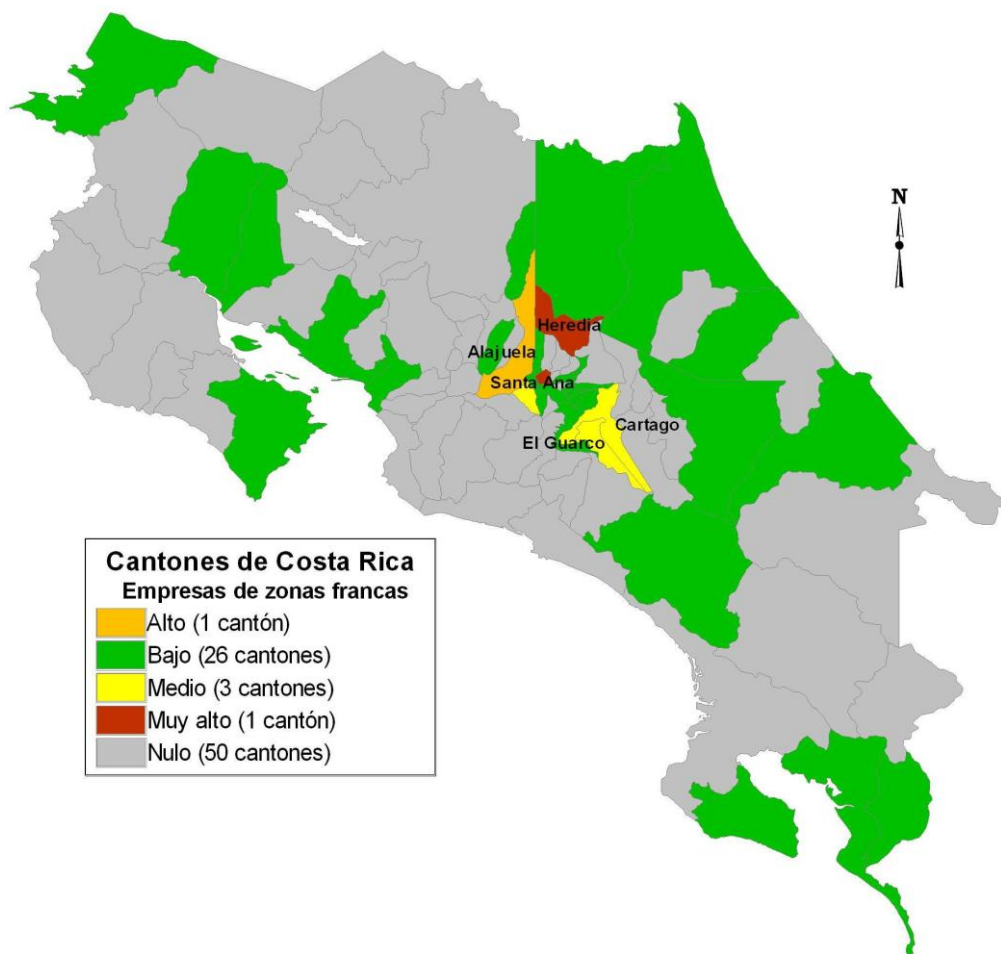 N
Heredia
Alajuela
Santa Ana
Cartago
El Guarco
Cantones de Costa Rica
Empresas de zonas francas
Alto (1 cantón)
Bajo (26 cantones)
Medio (3 cantones)
Muy alto (1 cantón)
Nulo (50 cantones)